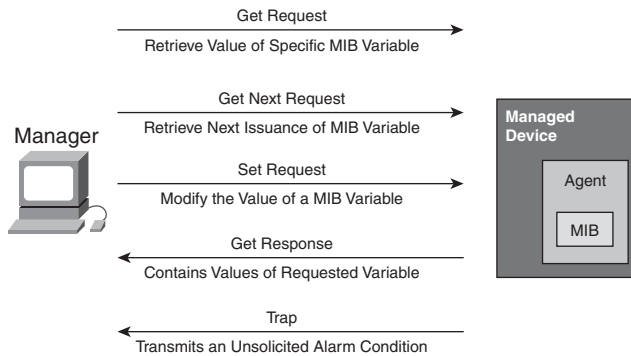 Get Request
Retrieve Value of Specific MIB Variable
Get Next Request
Retrieve Next Issuance of MIB Variable
Manager
Set Request
Modify the Value of a MIB Variable
Get Response
Contains Values of Requested Variable
Trap
Transmits an Unsolicited Alarm Condition
Managed
Device
Agent
MIB